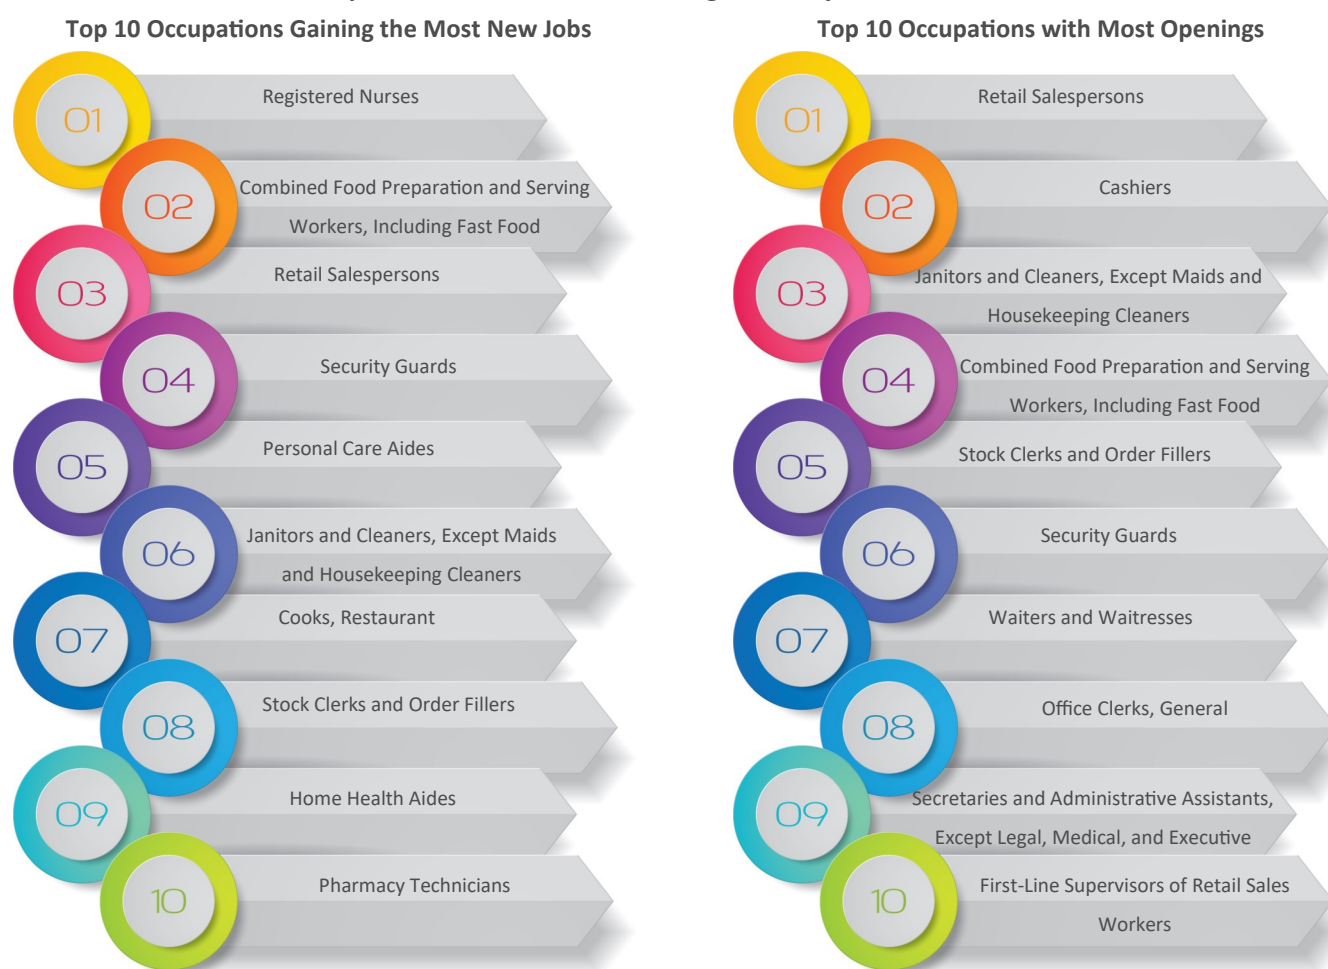 Top 10 Occupations Gaining the Most New Jobs
01
Registered Nurses
02
Combined Food Preparation and Serving
Workers, Including Fast Food
03
Retail Salespersons
04
Security Guards
05
Personal Care Aides
06
Janitors and Cleaners, Except Maids
and Housekeeping Cleaners
07
Cooks, Restaurant
08
Stock Clerks and Order Fillers
09
Home Health Aides
10
Pharmacy Technicians
Top 10 Occupations with Most Openings
01
Retail Salespersons
02
Cashiers
03
Janitors and Cleaners, Except Maids and
Housekeeping Cleaners
04
Combined Food Preparation and Serving
Workers, Including Fast Food
05
Stock Clerks and Order Fillers
06
Security Guards
07
Waiters and Waitresses
08
Office Clerks, General
09
Secretaries and Administrative Assistants,
Except Legal, Medical, and Executive
10
First-Line Supervisors of Retail Sales
Workers